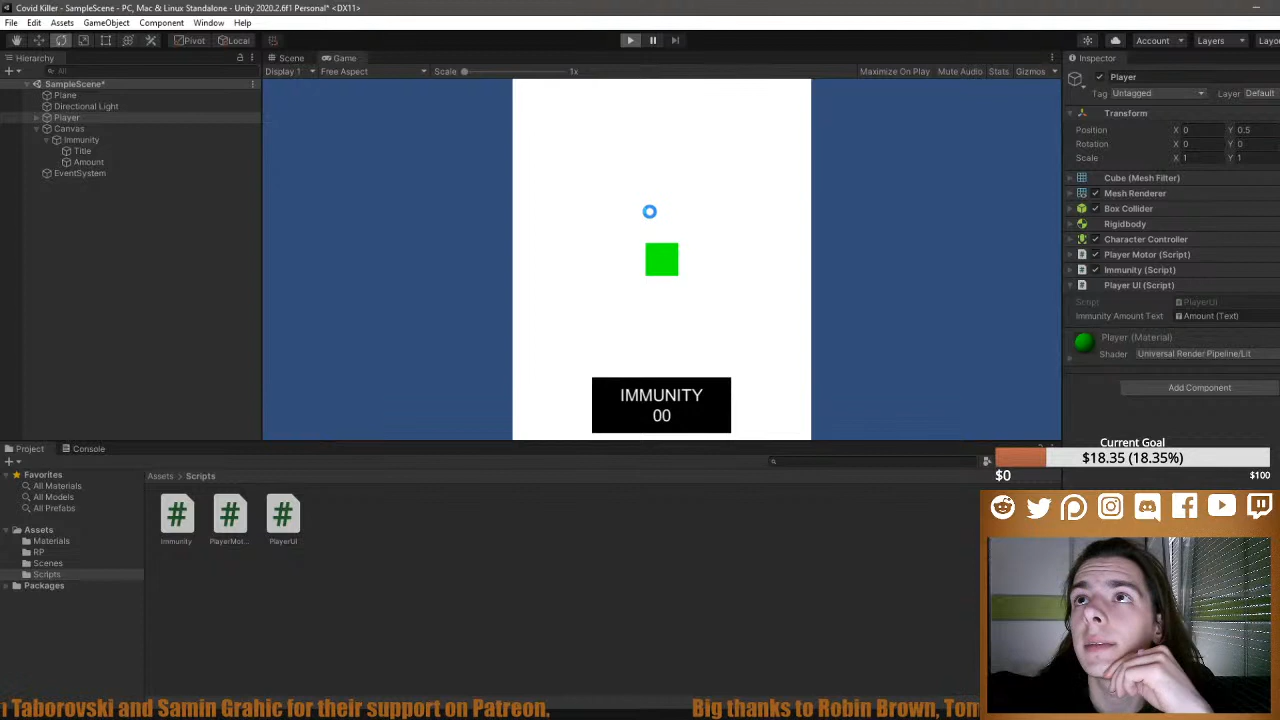 Covid Killer - SampleScene - PC, Mac & Linux Standalone - Unity 2020.2.6f1 Personal* <DX11>
File Edit Assets GameObject Component Window Help
Pivot Local Account Layers Layou
Hierarchy Scene Game Inspector
All Display 1 Free Aspect Scale 1x Maximize On Play Mute Audio Stats Gizmos
Player
SampleScene*
Tag Untagged Layer Default
Plane
Directional Light
Player
Canvas
Immunity
Title
Amount
EventSystem
Transform
Position X 0 Y 0.5
Rotation X 0 Y 0
Scale X 1 Y 1
Cube (Mesh Filter)
Mesh Renderer
Box Collider
Rigidbody
Character Controller
Player Motor (Script)
Immunity (Script)
Player UI (Script)
Script PlayerUI
Immunity Amount Text Amount (Text)
Player (Material)
Shader Universal Render Pipeline/Lit
Add Component
IMMUNITY
00
Project Console
Current Goal
$18.35 (18.35%)
$0 $100
Favorites
All Materials
All Models
All Prefabs
Assets
Materials
RP
Scenes
Scripts
Packages
Assets > Scripts
# # #
Immunity PlayerMot... PlayerUI
n Taborovski and Samin Grahic for their support on Patreon. Big thanks to Robin Brown, Tom